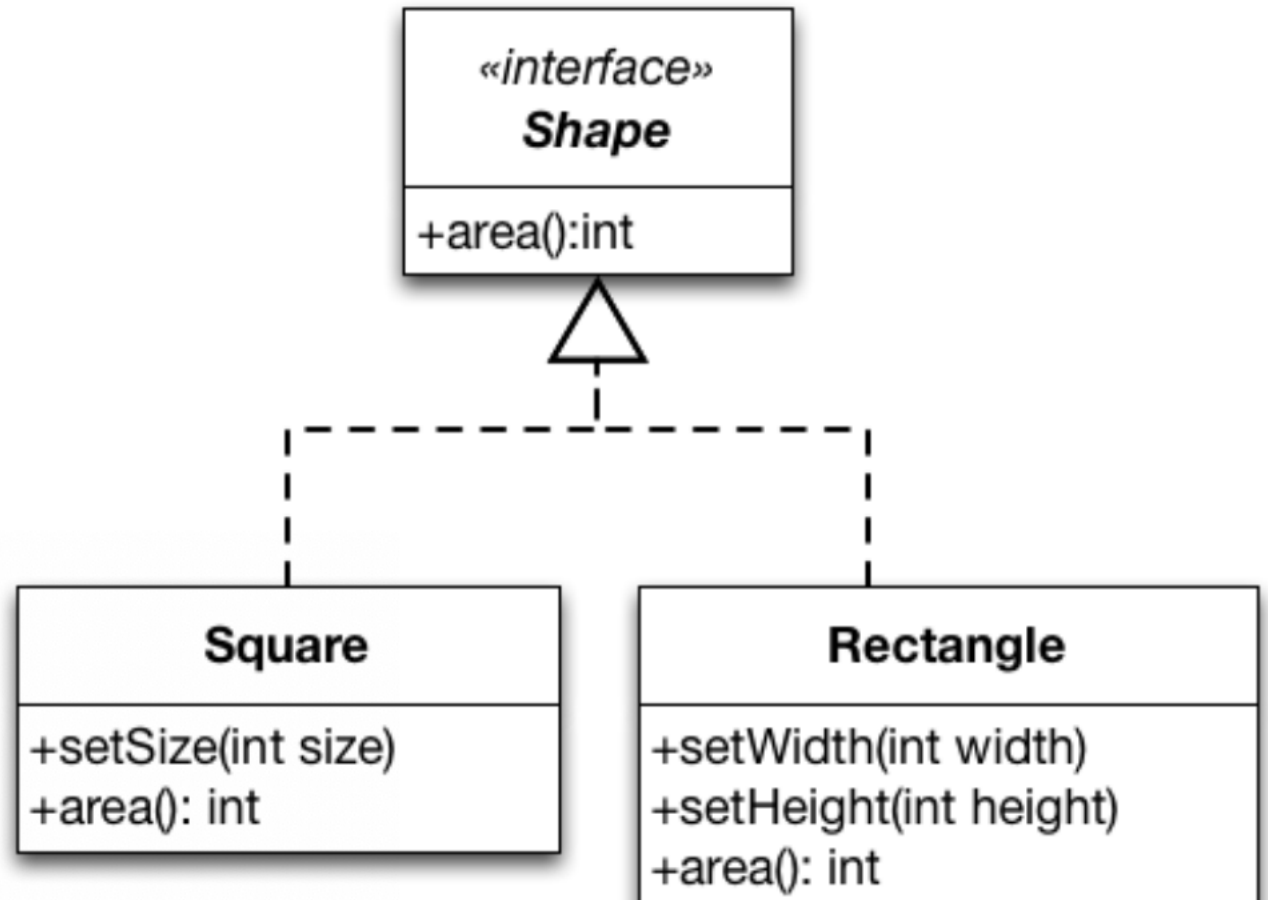 «interface»
Shape
+area():int
Square
+setSize(int size)
+area(): int
Rectangle
+setWidth(int width)
+setHeight(int height)
+area(): int